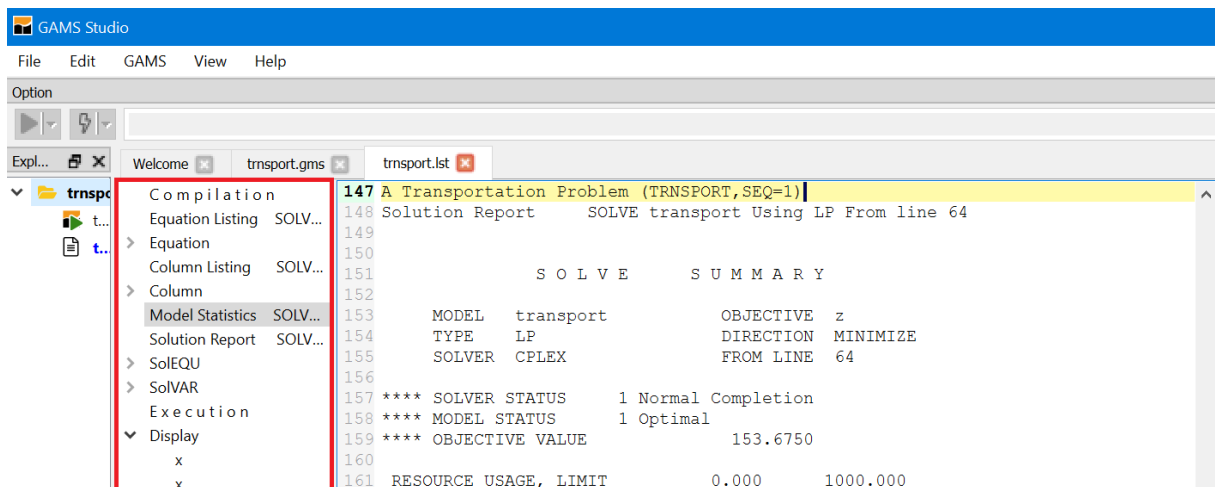 GAMS Studio
File Edit GAMS View Help
Option
Expl...
Welcome trnsport.gms trnsport.lst
trnspo
t...
t...
Compilation
Equation Listing SOLV...
Equation
Column Listing SOLV...
Column
Model Statistics SOLV...
Solution Report SOLV...
SolEQU
SolVAR
Execution
Display
x
x
147 A Transportation Problem (TRNSPORT,SEQ=1)
148 Solution Report SOLVE transport Using LP From line 64
149
150
151 S O L V E S U M M A R Y
152
153 MODEL transport OBJECTIVE z
154 TYPE LP DIRECTION MINIMIZE
155 SOLVER CPLEX FROM LINE 64
156
157 **** SOLVER STATUS 1 Normal Completion
158 **** MODEL STATUS 1 Optimal
159 **** OBJECTIVE VALUE 153.6750
160
161 RESOURCE USAGE, LIMIT 0.000 1000.000